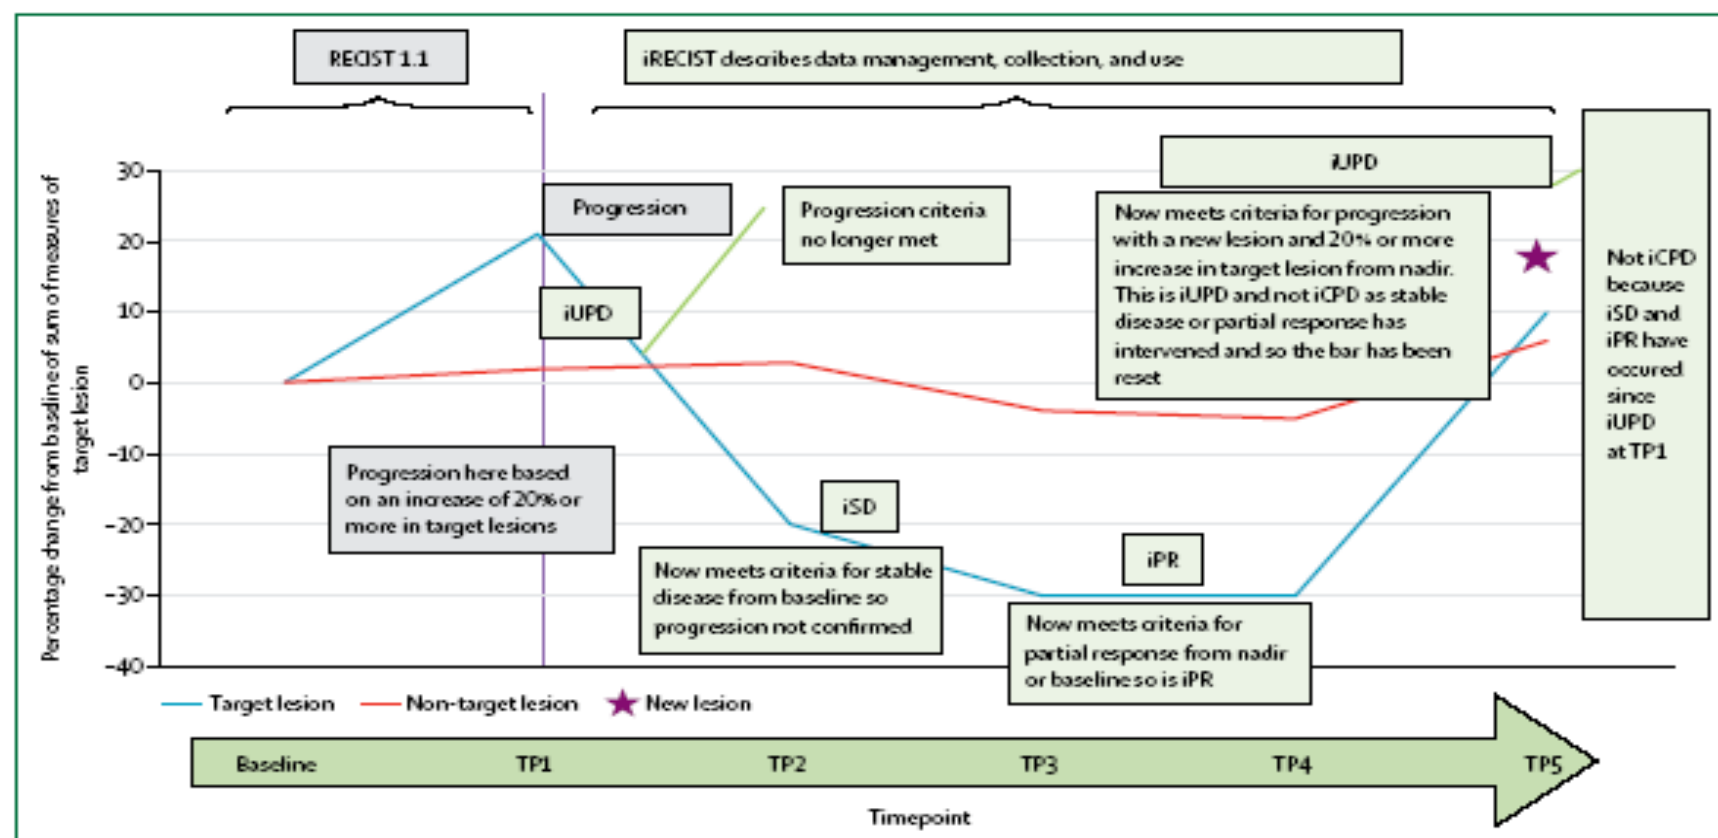 RECIST 1.1
iRECIST describes data management, collection, and use
Percentage change from baseline of sum of measures of
target lesion
30
20
10
0
−10
−20
−30
−40
Progression
iUPD
Progression criteria
no longer met
iUPD
Now meets criteria for progression
with a new lesion and 20% or more
increase in target lesion from nadir.
This is iUPD and not iCPD as stable
disease or partial response has
intervened and so the bar has been
reset
Not iCPD
because
iSD and
iPR have
occured
since
iUPD
at TP1
Progression here based
on an increase of 20% or
more in target lesions
iSD
Now meets criteria for stable
disease from baseline so
progression not confirmed
iPR
Now meets criteria for
partial response from nadir
or baseline so is iPR
Target lesion
Non-target lesion
New lesion
Baseline
TP1
TP2
TP3
TP4
TP5
Timepoint